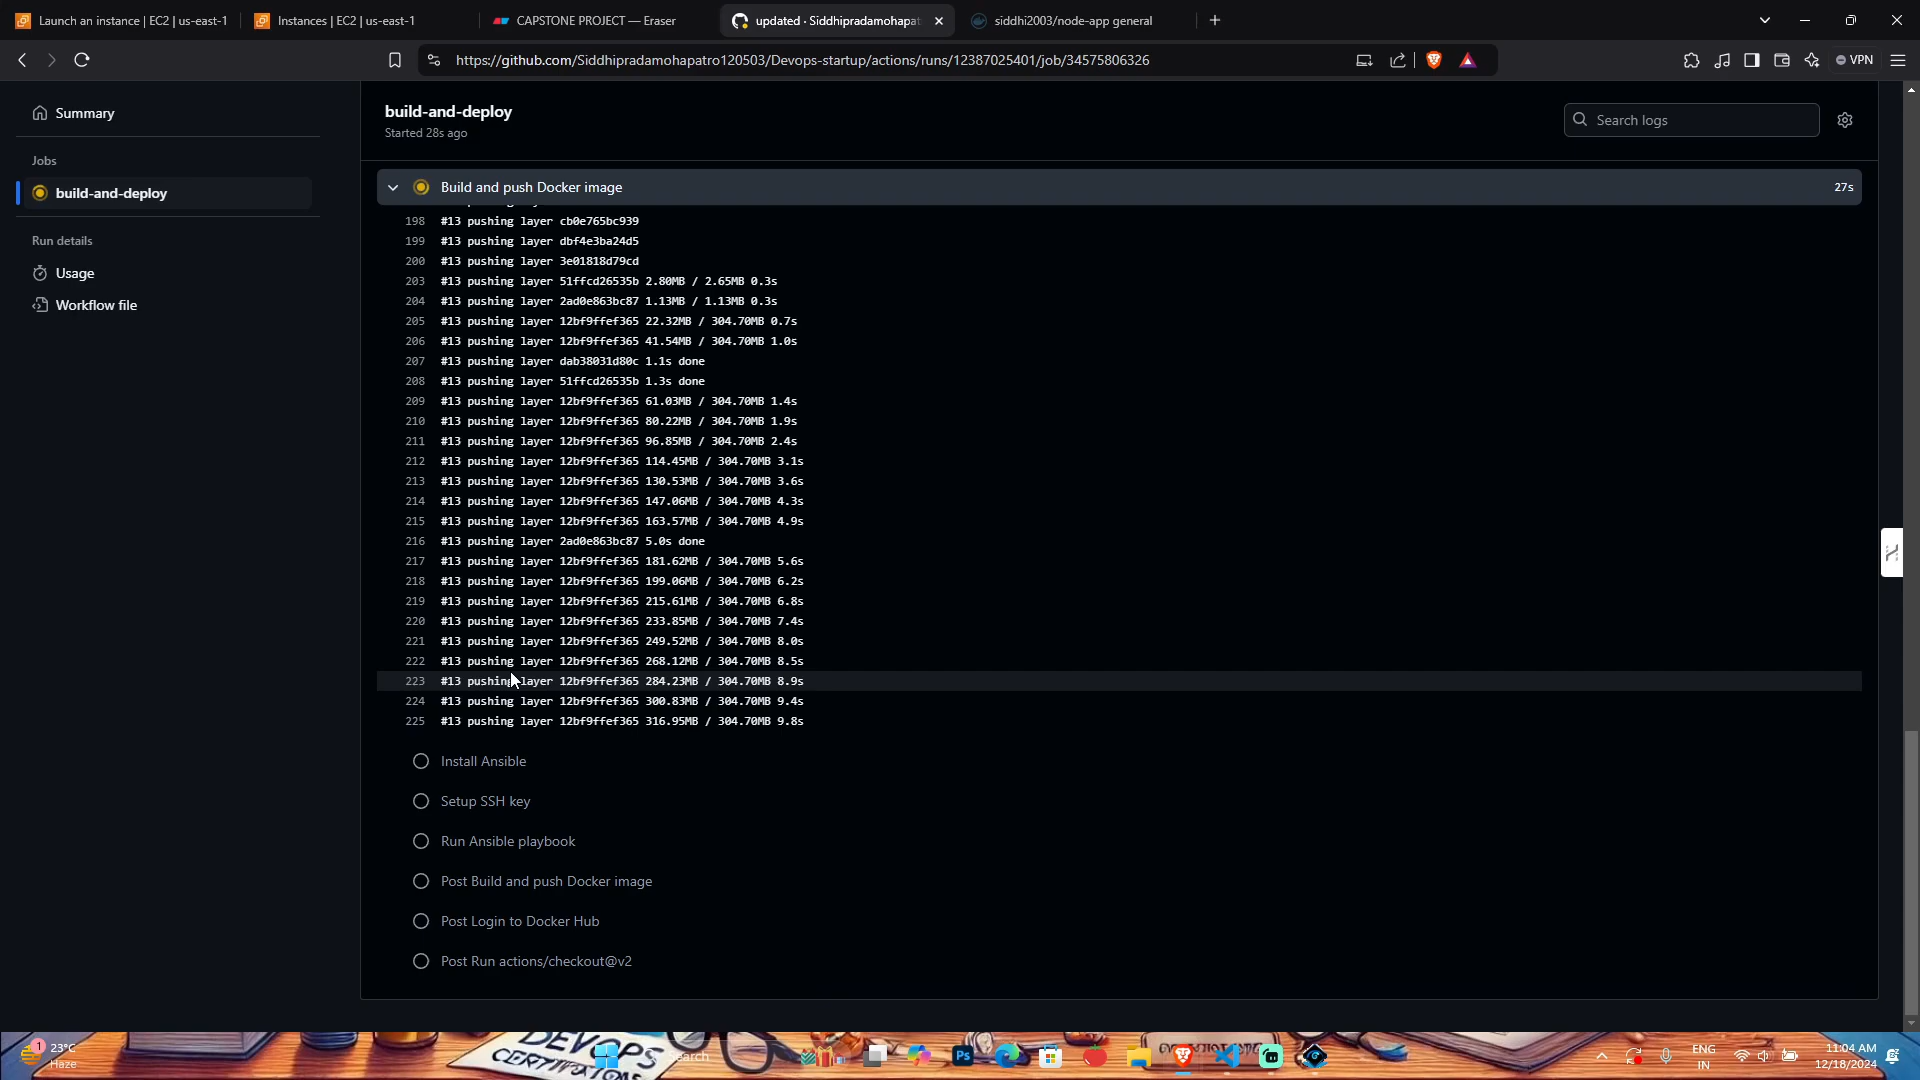 Launch an instance | EC2 | us-east-1
Instances | EC2 | us-east-1
CAPSTONE PROJECT — Eraser
updated · Siddhipradamohapat
siddhi2003/node-app general
https://github.com/Siddhipradamohapatro120503/Devops-startup/actions/runs/12387025401/job/34575806326
VPN
Summary
Jobs
build-and-deploy
Run details
Usage
Workflow file
build-and-deploy
Started 28s ago
Search logs
Build and push Docker image
27s
198 #13 pushing layer cb0e765bc939
199 #13 pushing layer dbf4e3ba24d5
200 #13 pushing layer 3e01818d79cd
203 #13 pushing layer 51ffcd26535b 2.80MB / 2.65MB 0.3s
204 #13 pushing layer 2ad0e863bc87 1.13MB / 1.13MB 0.3s
205 #13 pushing layer 12bf9ffef365 22.32MB / 304.70MB 0.7s
206 #13 pushing layer 12bf9ffef365 41.54MB / 304.70MB 1.0s
207 #13 pushing layer dab38031d80c 1.1s done
208 #13 pushing layer 51ffcd26535b 1.3s done
209 #13 pushing layer 12bf9ffef365 61.03MB / 304.70MB 1.4s
210 #13 pushing layer 12bf9ffef365 80.22MB / 304.70MB 1.9s
211 #13 pushing layer 12bf9ffef365 96.85MB / 304.70MB 2.4s
212 #13 pushing layer 12bf9ffef365 114.45MB / 304.70MB 3.1s
213 #13 pushing layer 12bf9ffef365 130.53MB / 304.70MB 3.6s
214 #13 pushing layer 12bf9ffef365 147.06MB / 304.70MB 4.3s
215 #13 pushing layer 12bf9ffef365 163.57MB / 304.70MB 4.9s
216 #13 pushing layer 2ad0e863bc87 5.0s done
217 #13 pushing layer 12bf9ffef365 181.62MB / 304.70MB 5.6s
218 #13 pushing layer 12bf9ffef365 199.06MB / 304.70MB 6.2s
219 #13 pushing layer 12bf9ffef365 215.61MB / 304.70MB 6.8s
220 #13 pushing layer 12bf9ffef365 233.85MB / 304.70MB 7.4s
221 #13 pushing layer 12bf9ffef365 249.52MB / 304.70MB 8.0s
222 #13 pushing layer 12bf9ffef365 268.12MB / 304.70MB 8.5s
223 #13 pushing layer 12bf9ffef365 284.23MB / 304.70MB 8.9s
224 #13 pushing layer 12bf9ffef365 300.83MB / 304.70MB 9.4s
225 #13 pushing layer 12bf9ffef365 316.95MB / 304.70MB 9.8s
Install Ansible
Setup SSH key
Run Ansible playbook
Post Build and push Docker image
Post Login to Docker Hub
Post Run actions/checkout@v2
1
23°C
Haze
DEVOPS
Search
Ps
ENG
IN
11:04 AM
12/18/2024